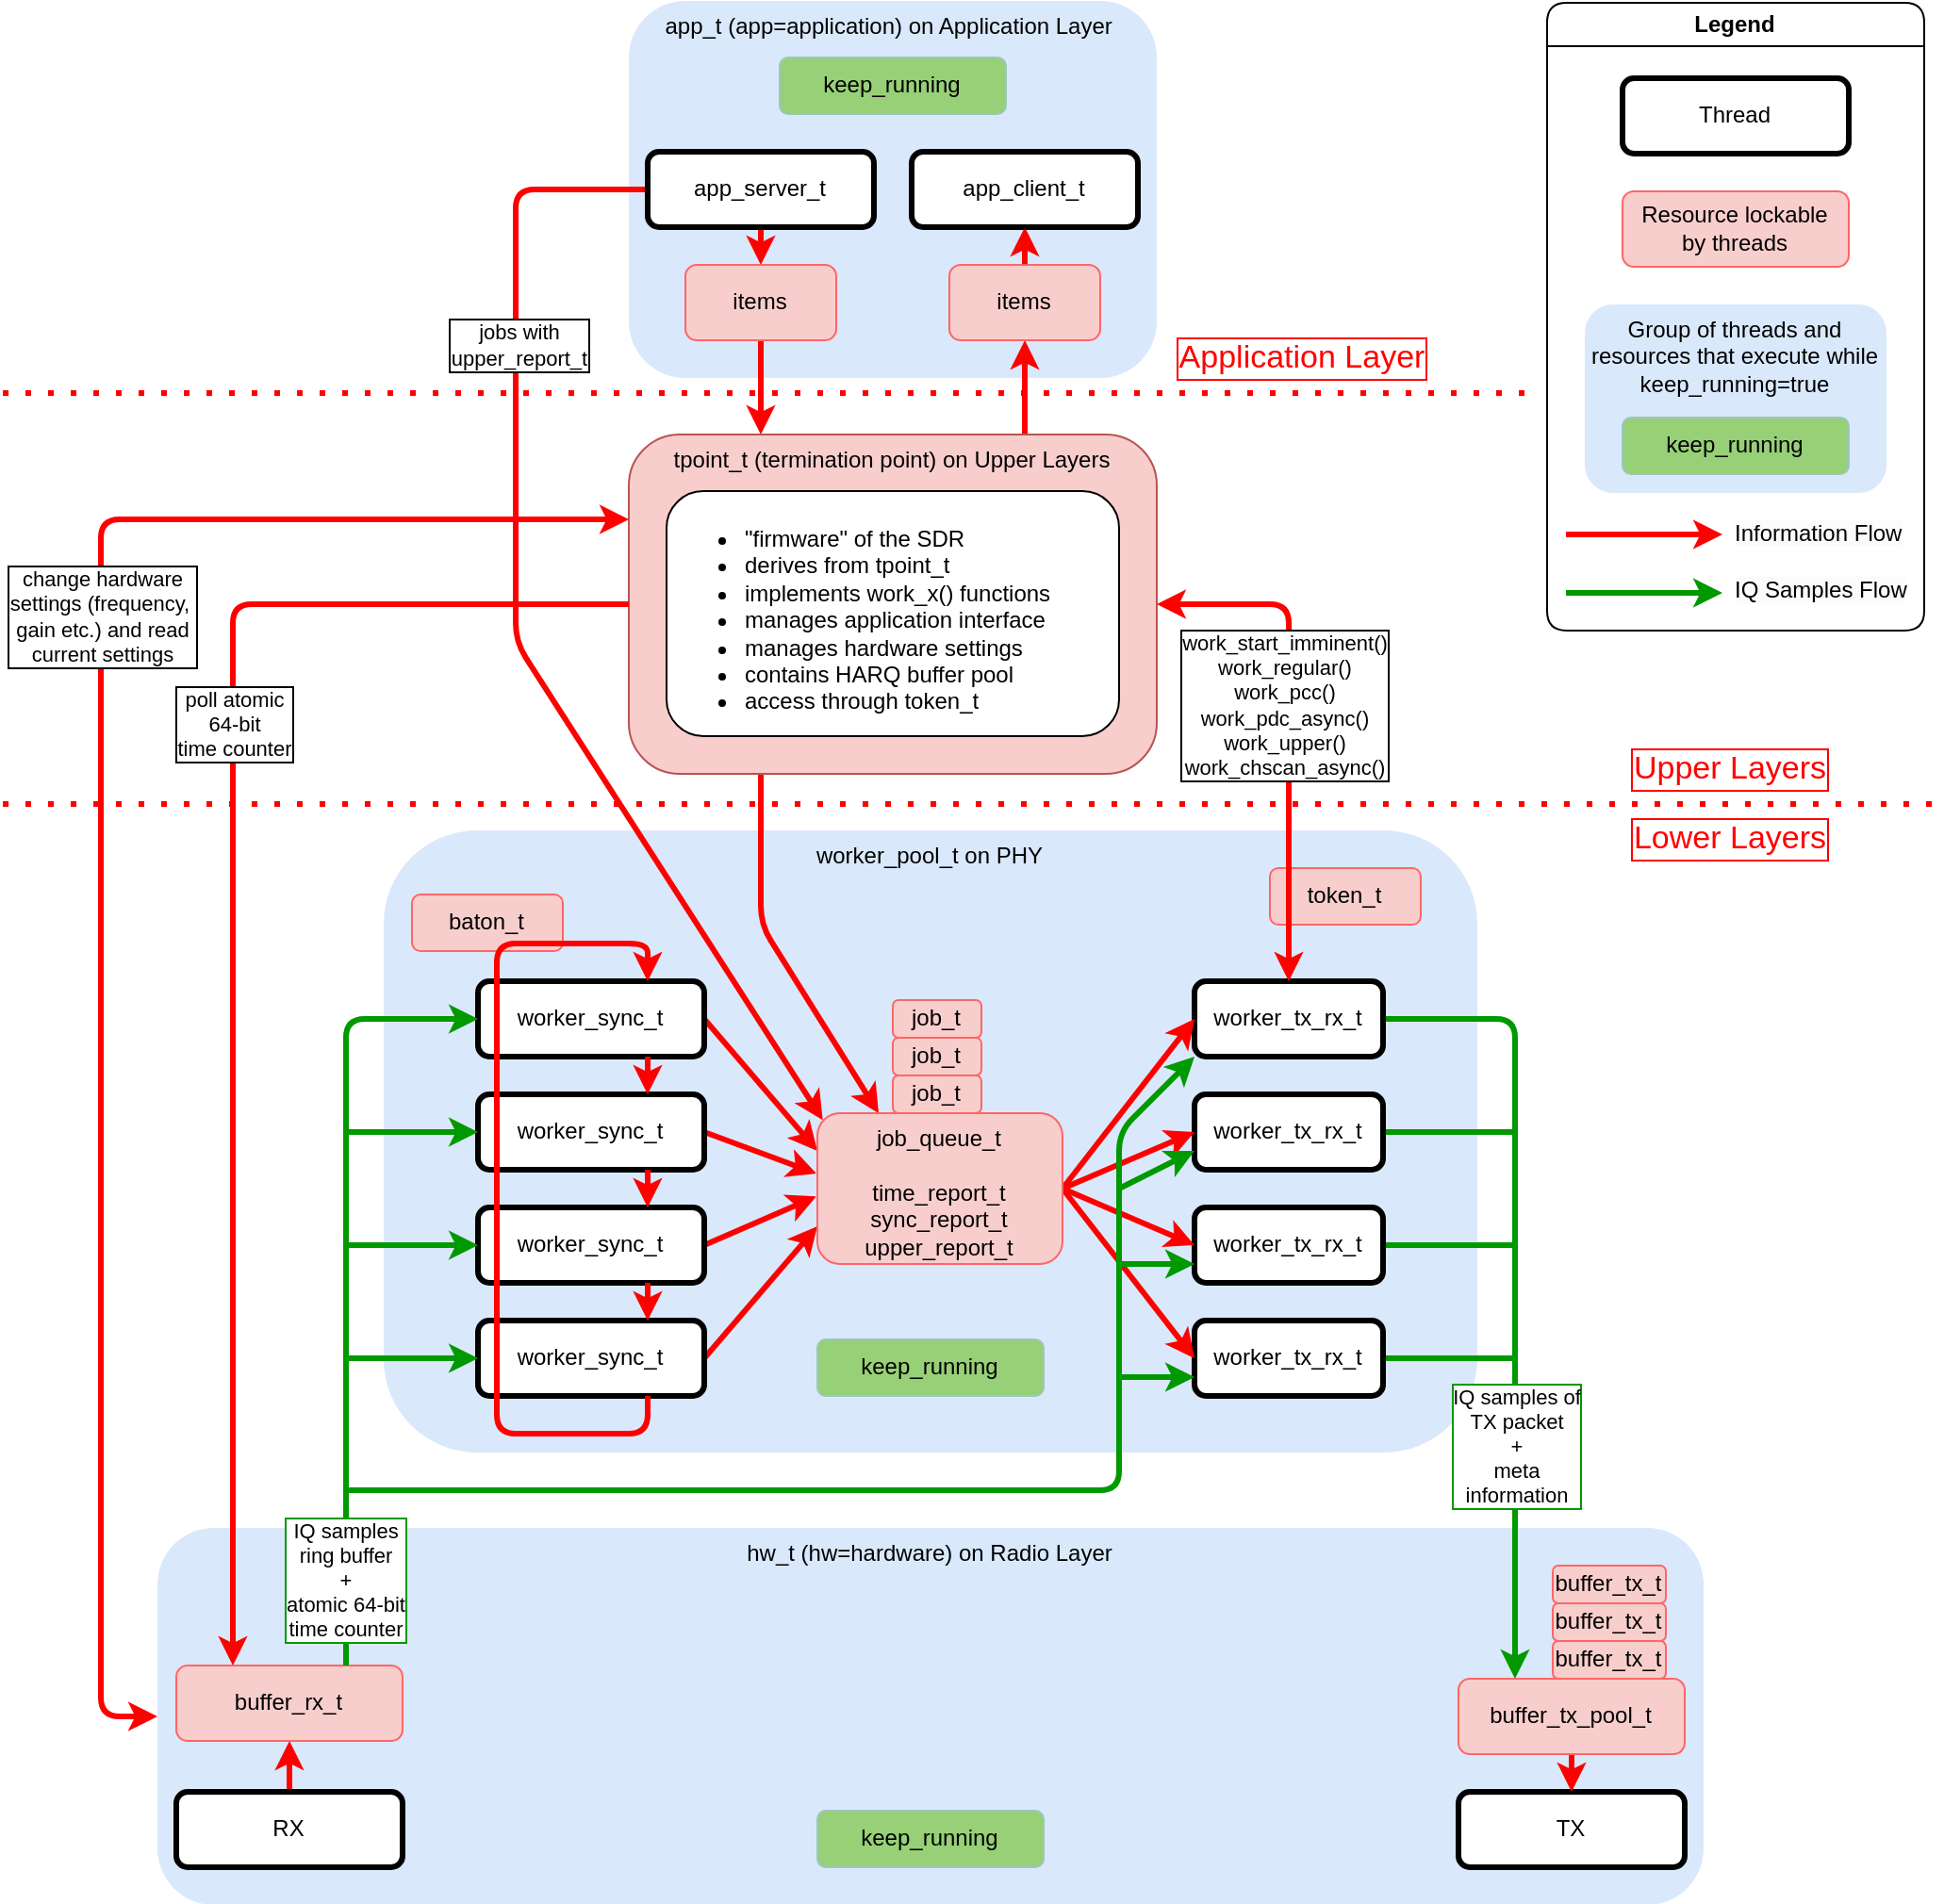 app_t (app=application) on Application Layer
keep_running
app_server_t
app_client_t
items
items
jobs with
upper_report_t
Application Layer
Legend
Thread
Resource lockable
by threads
Group of threads and
resources that execute while
keep_running=true
keep_running
Information Flow
IQ Samples Flow
tpoint_t (termination point) on Upper Layers
"firmware" of the SDR
derives from tpoint_t
implements work_x() functions
manages application interface
manages hardware settings
contains HARQ buffer pool
access through token_t
change hardware
settings (frequency,
gain etc.) and read
current settings
poll atomic
64-bit
time counter
work_start_imminent()
work_regular()
work_pcc()
work_pdc_async()
work_upper()
work_chscan_async()
Upper Layers
Lower Layers
worker_pool_t on PHY
baton_t
token_t
worker_sync_t
worker_sync_t
worker_sync_t
worker_sync_t
job_t
job_t
job_t
job_queue_t
time_report_t
sync_report_t
upper_report_t
keep_running
worker_tx_rx_t
worker_tx_rx_t
worker_tx_rx_t
worker_tx_rx_t
IQ samples of
TX packet
+
meta
information
IQ samples
ring buffer
+
atomic 64-bit
time counter
hw_t (hw=hardware) on Radio Layer
buffer_rx_t
RX
keep_running
buffer_tx_t
buffer_tx_t
buffer_tx_t
buffer_tx_pool_t
TX